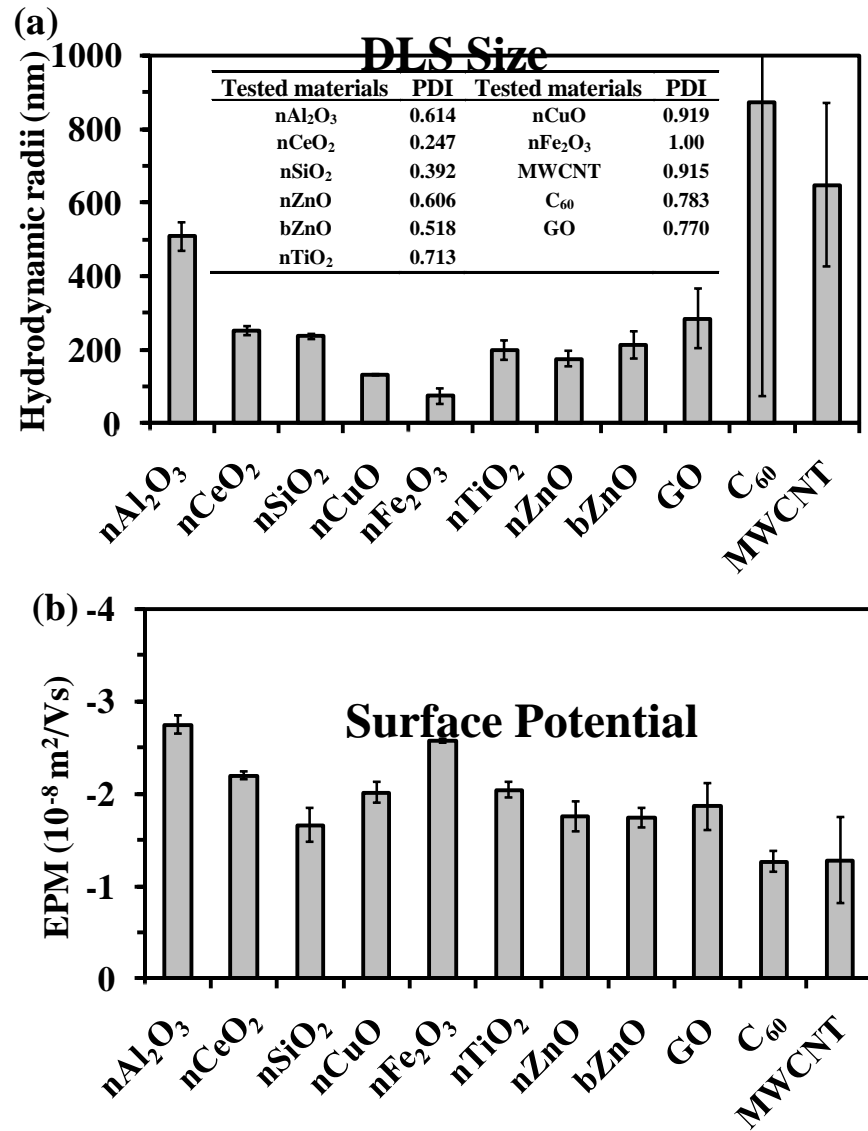 (a)
DLS Size
Hydrodynamic radii (nm)
1000
800
600
400
200
0
Tested materials PDI Tested materials PDI
nAl₂O₃ 0.614 nCuO 0.919
nCeO₂ 0.247 nFe₂O₃ 1.00
nSiO₂ 0.392 MWCNT 0.915
nZnO 0.606 C₆₀ 0.783
bZnO 0.518 GO 0.770
nTiO₂ 0.713
nAl₂O₃
nCeO₂
nSiO₂
nCuO
nFe₂O₃
nTiO₂
nZnO
bZnO
GO
C₆₀
MWCNT
(b)
Surface Potential
EPM (10⁻⁸ m²/Vs)
-4
-3
-2
-1
0
nAl₂O₃
nCeO₂
nSiO₂
nCuO
nFe₂O₃
nTiO₂
nZnO
bZnO
GO
C₆₀
MWCNT